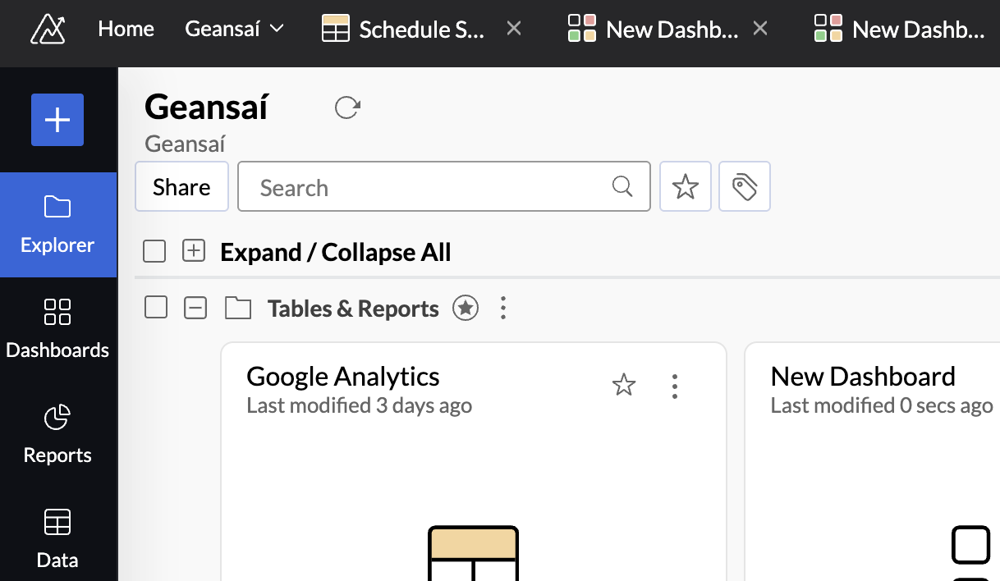 Home
Geansaí
Schedule S...
New Dashb...
New Dashb...
Geansaí
Geansaí
Share
Search
Explorer
Expand / Collapse All
Tables & Reports
Dashboards
Google Analytics
Last modified 3 days ago
New Dashboard
Last modified 0 secs ago
Reports
Data